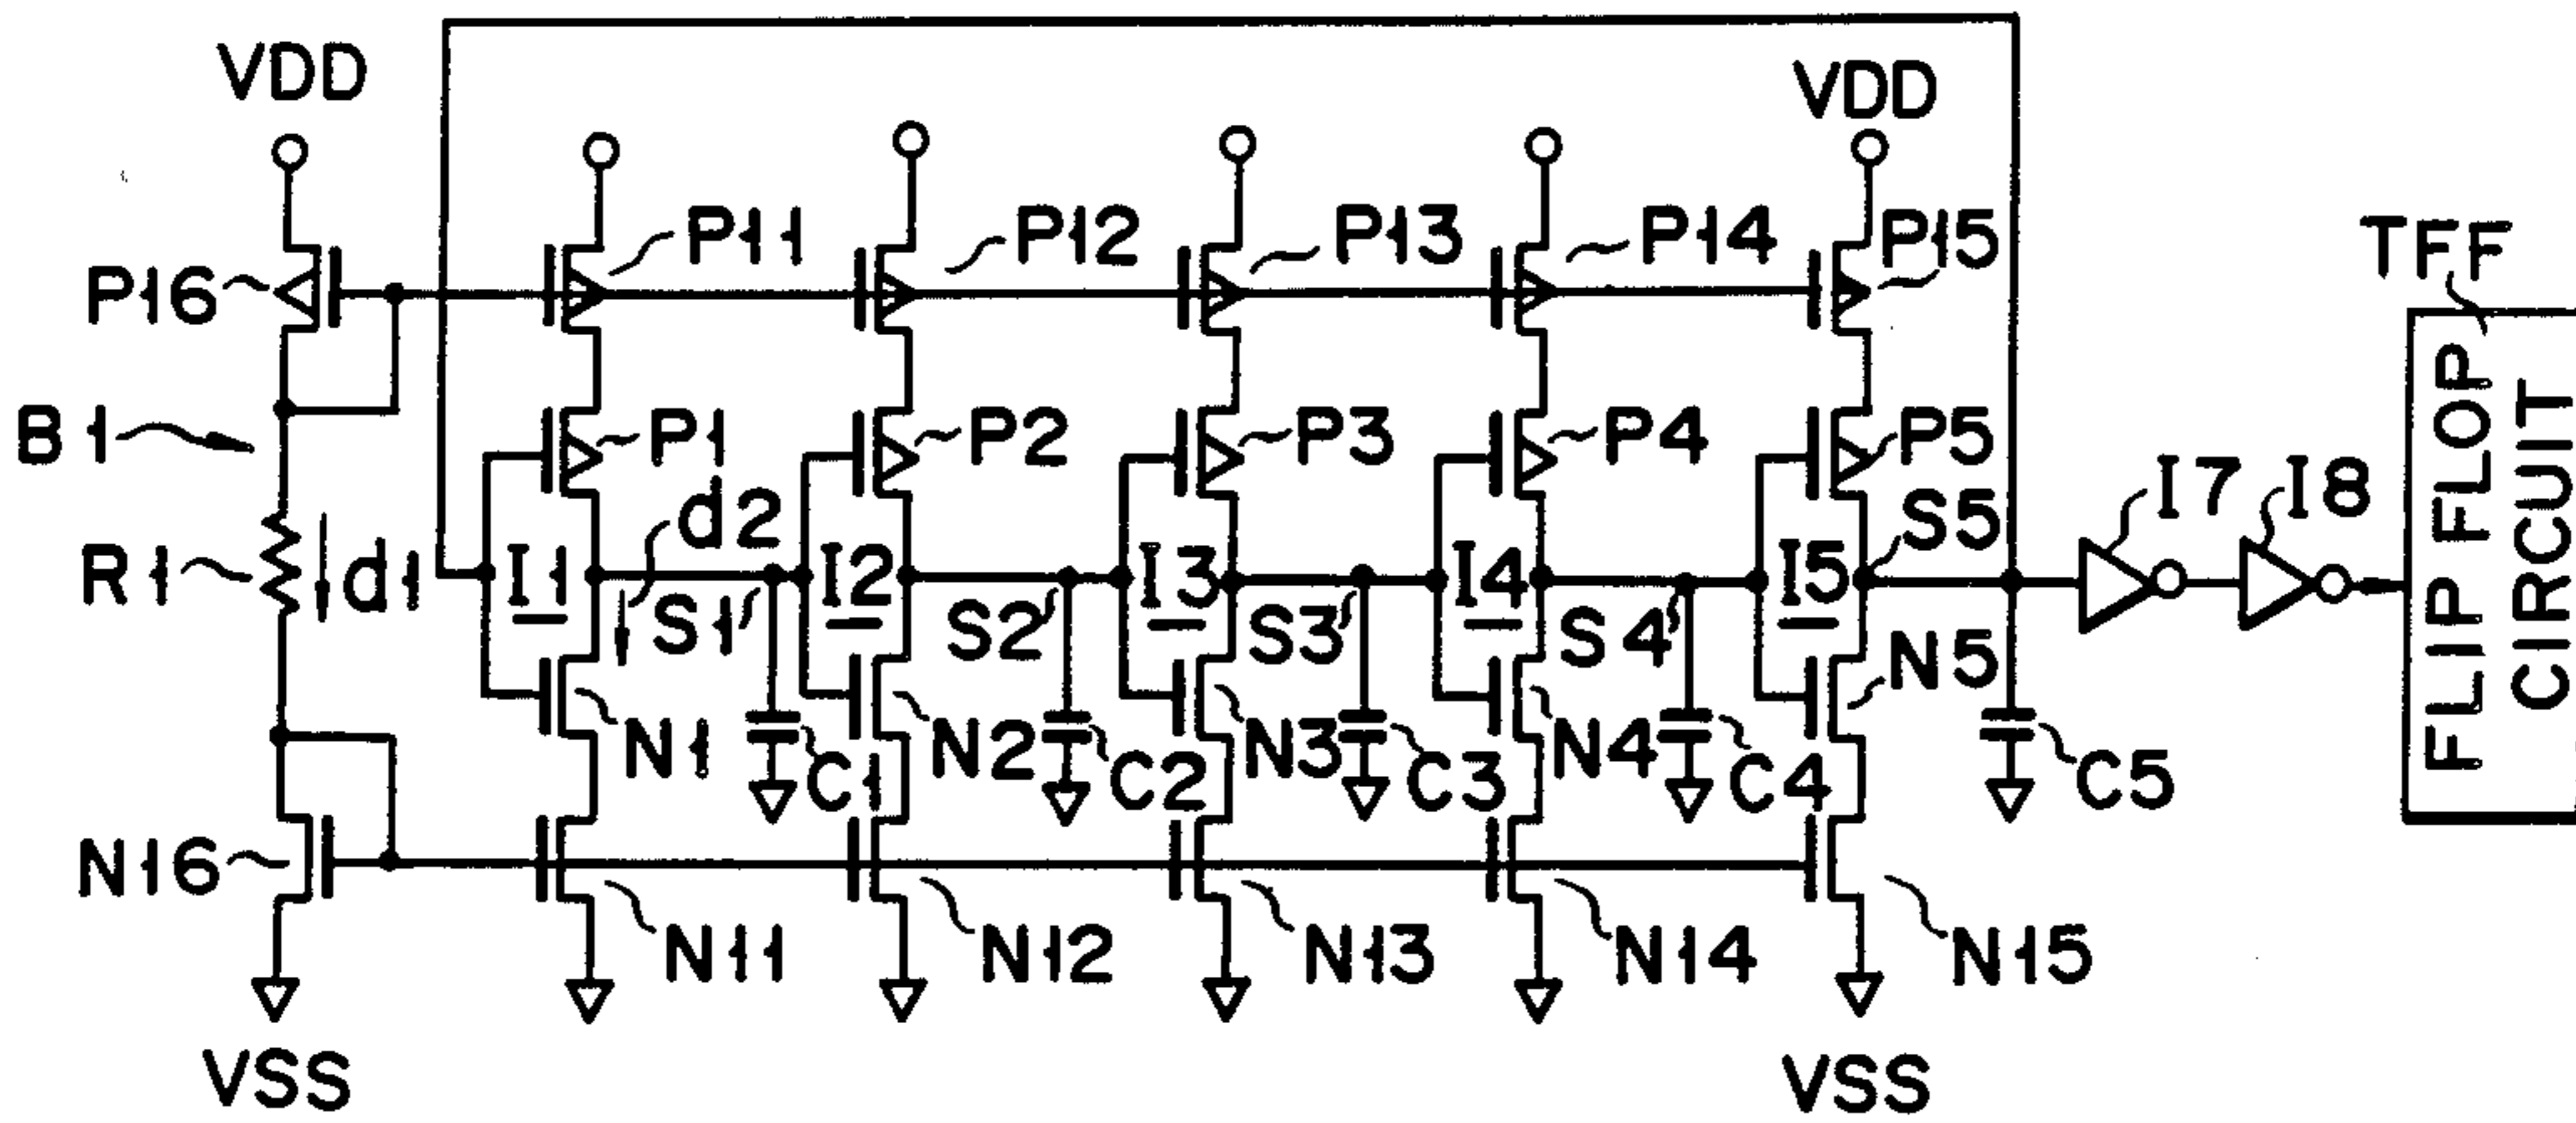 VDD
VDD
P11
P12
P13
P14
P15
TFF
P16
B1
P1
P2
P3
P4
P5
I7
I8
d2
S5
R1
d1
I1
S1
I2
S2
I3
S3
I4
S4
I5
FLIP FLOP
CIRCUIT
N1
C1
N2
C2
N3
C3
N4
C4
N5
C5
N16
N11
N12
N13
N14
N15
VSS
VSS